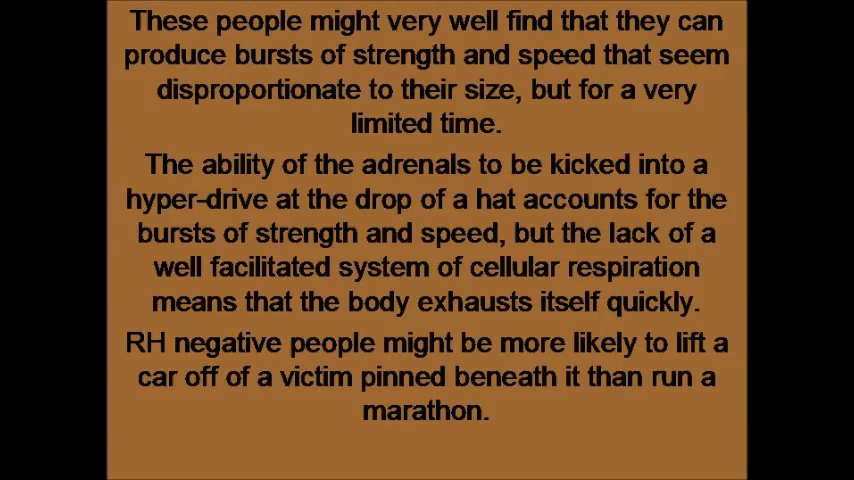 These people might very well find that they can
produce bursts of strength and speed that seem
disproportionate to their size, but for a very
limited time.
The ability of the adrenals to be kicked into a
hyper-drive at the drop of a hat accounts for the
bursts of strength and speed, but the lack of a
well facilitated system of cellular respiration
means that the body exhausts itself quickly.
RH negative people might be more likely to lift a
car off of a victim pinned beneath it than run a
marathon.